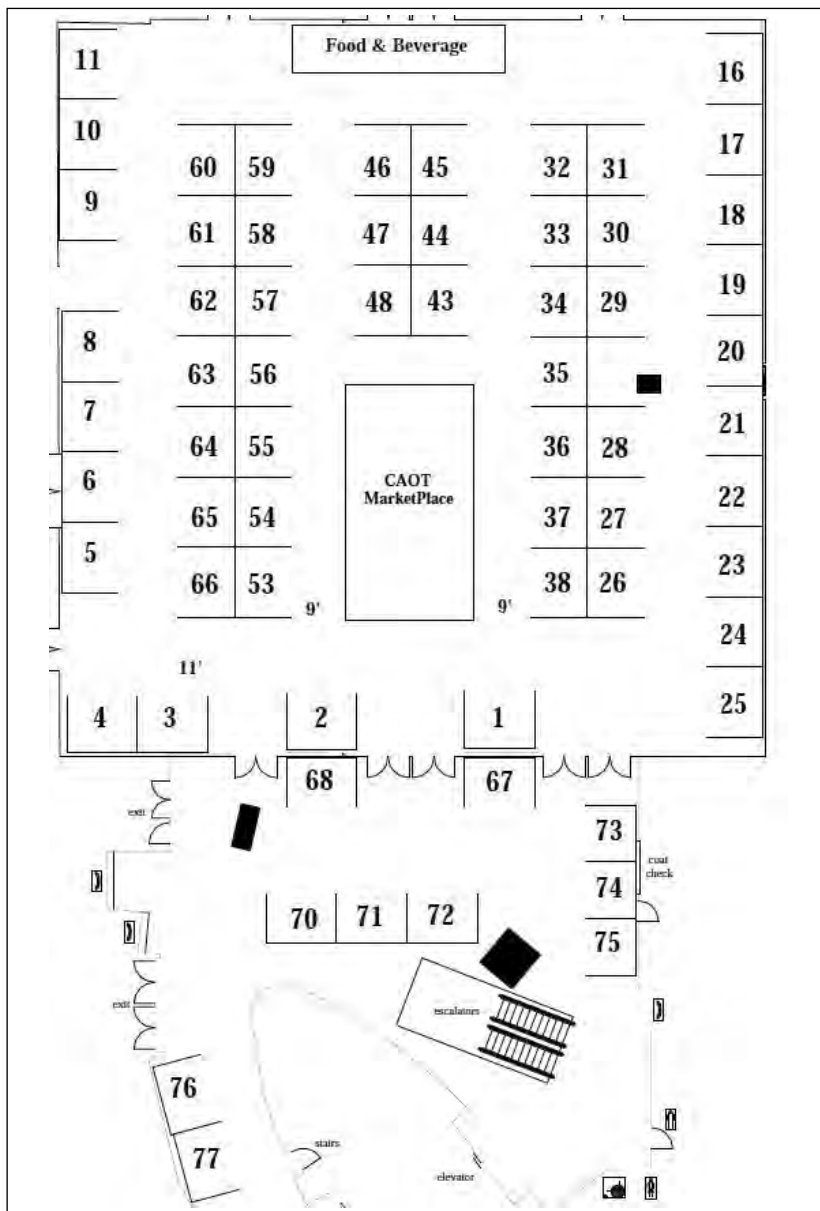 Food & Beverage
11
16
10
17
60 59 46 45 32 31
9
18
61 58 47 44 33 30
19
62 57 48 43 34 29
8
20
63 56 35
7
21
64 55 36 28
6
CAOT
MarketPlace
22
65 54 37 27
5
23
66 53 38 26
9'
9'
24
11'
4 3 2 1 25
68 67
exit
73
coat
check
74
70 71 72
75
exit
escalators
76
stairs
77
elevator